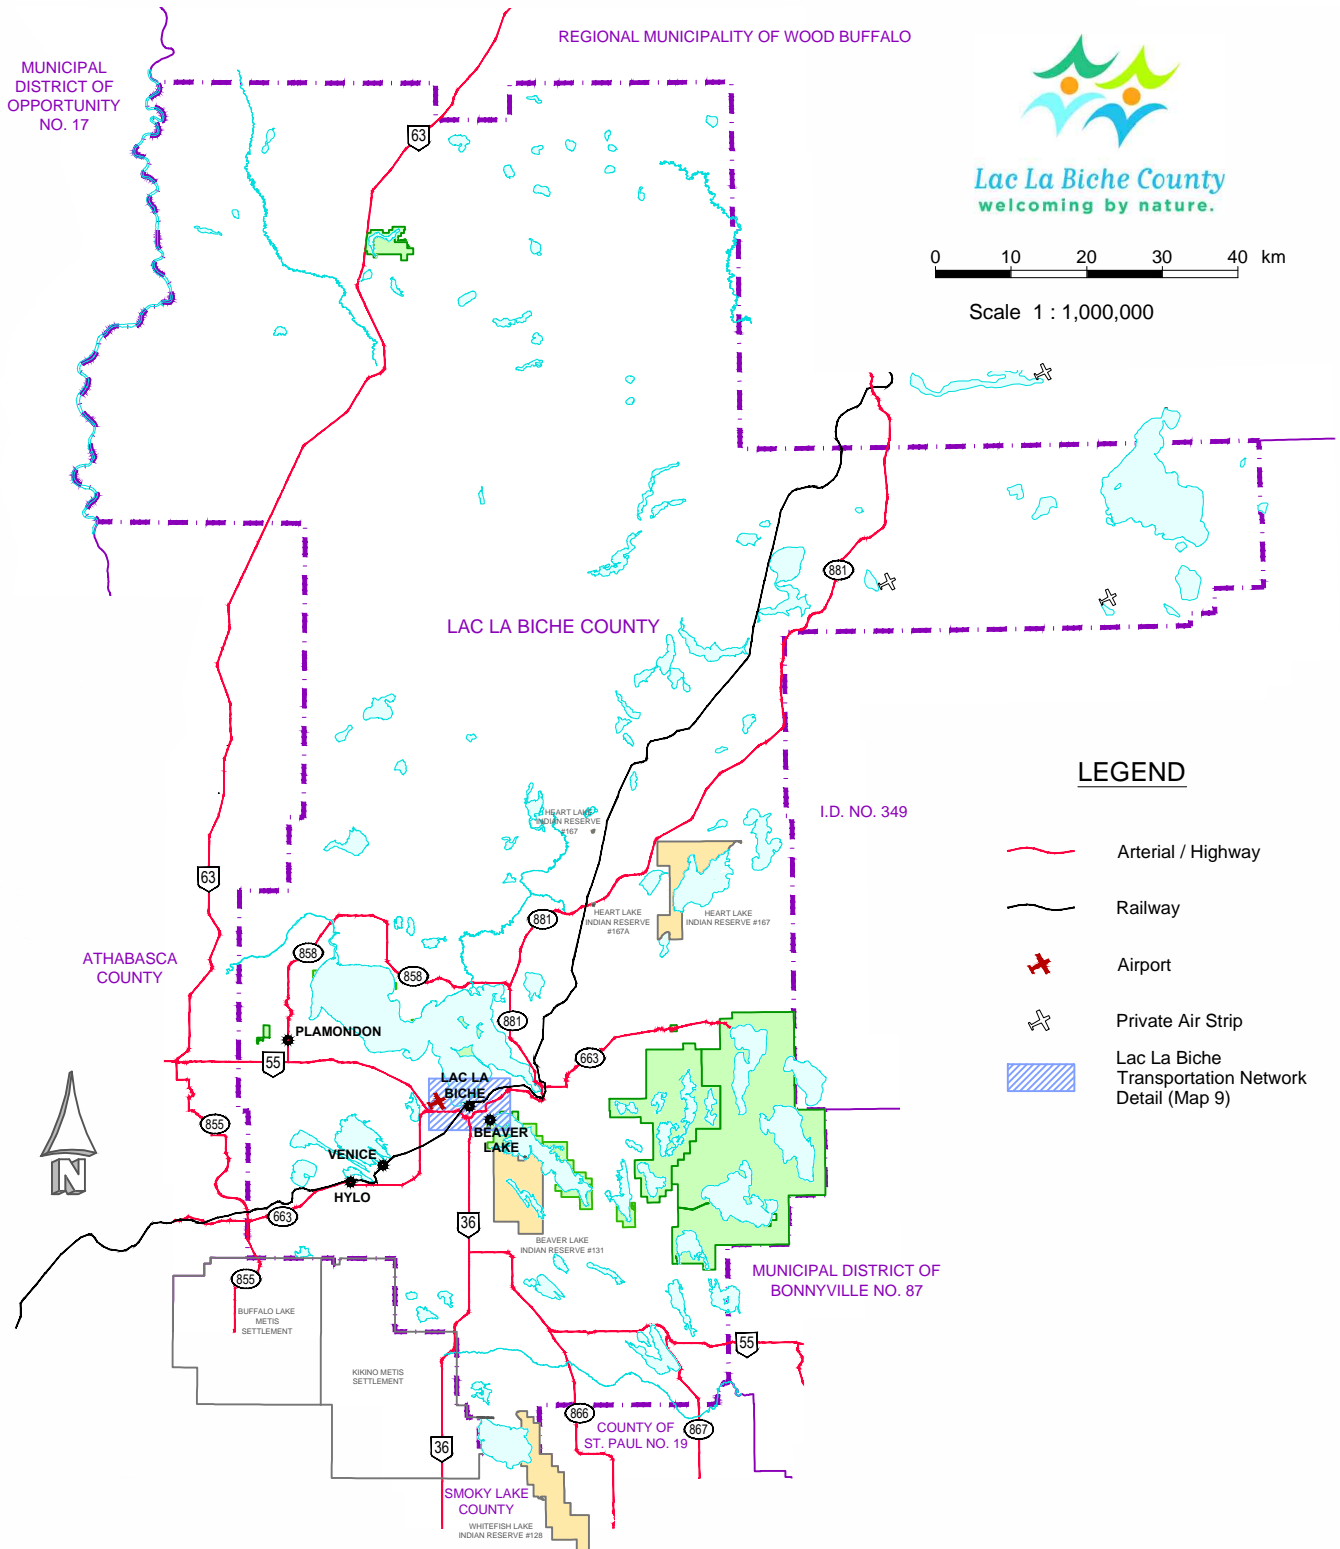 REGIONAL MUNICIPALITY OF WOOD BUFFALO
MUNICIPAL
DISTRICT OF
OPPORTUNITY
NO. 17
63
Lac La Biche County
welcoming by nature.
0 10 20 30 40 km
Scale 1 : 1,000,000
881
LAC LA BICHE COUNTY
LEGEND
Arterial / Highway
Railway
Airport
Private Air Strip
Lac La Biche
Transportation Network
Detail (Map 9)
I.D. NO. 349
HEART LAKE
INDIAN RESERVE
#167
63
881
HEART LAKE
INDIAN RESERVE
#167A
HEART LAKE
INDIAN RESERVE #167
ATHABASCA
COUNTY
858
858
881
PLAMONDON
55
663
LAC LA
BICHE
BEAVER
LAKE
855
VENICE
HYLO
663
36
N
BEAVER LAKE
INDIAN RESERVE #131
855
MUNICIPAL DISTRICT OF
BONNYVILLE NO. 87
BUFFALO LAKE
METIS
SETTLEMENT
55
KIKINO METIS
SETTLEMENT
866
867
COUNTY OF
ST. PAUL NO. 19
36
SMOKY LAKE
COUNTY
WHITEFISH LAKE
INDIAN RESERVE #128